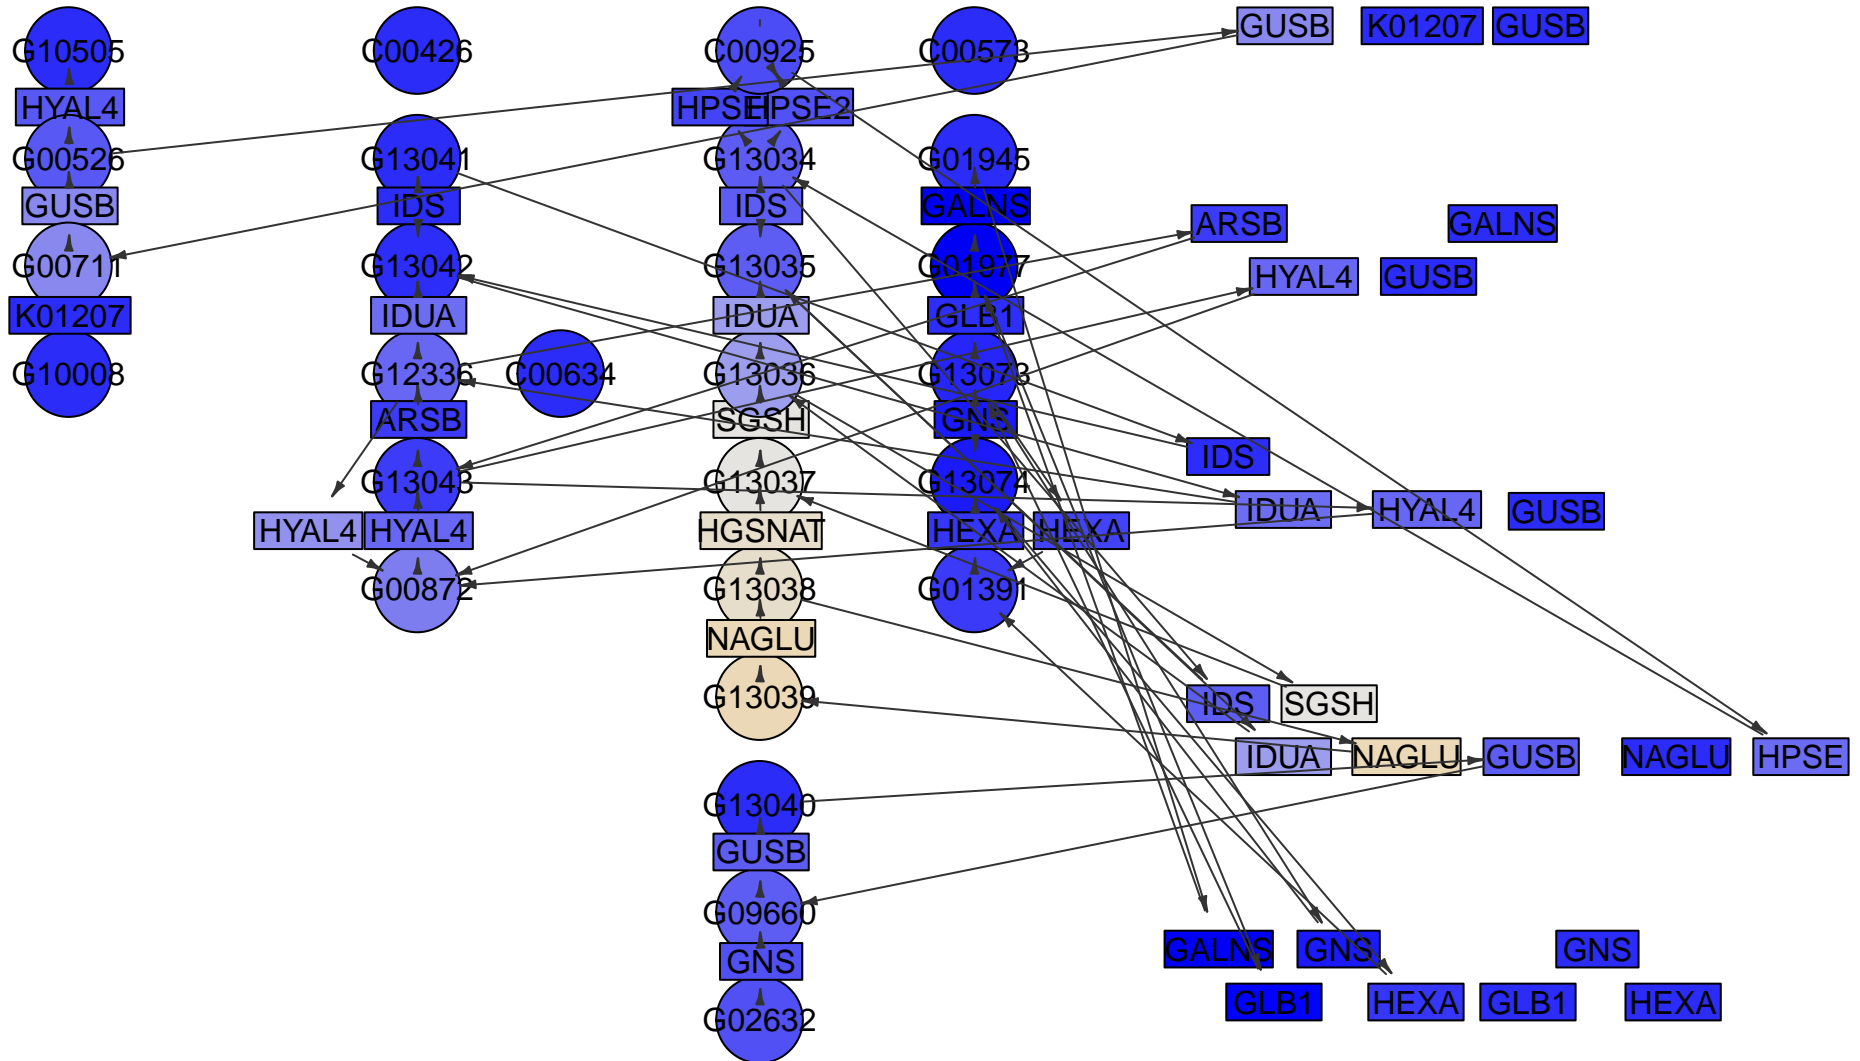 G10505 C00426 C00925 C00573 GUSB K01207 GUSB
HYAL4 HPSE HPSE2
G00526 G13041 G13034 G01945
GUSB IDS IDS GALNS ARSB GALNS
G00711 G13042 G13035 G01977 HYAL4 GUSB
K01207 IDUA IDUA GLB1
G10008 G12336 C00634 G13036 G13073
ARSB SGSH GNS IDS
G13043 G13037 G13074 IDUA HYAL4 GUSB
HYAL4 HYAL4 HGSNAT HEXA HEXA
G00872 G13038 G01391
NAGLU
G13039 IDS SGSH
IDUA NAGLU GUSB NAGLU HPSE
G13040
GUSB
G09660 GALNS GNS GNS
GNS
G02632 GLB1 HEXA GLB1 HEXA